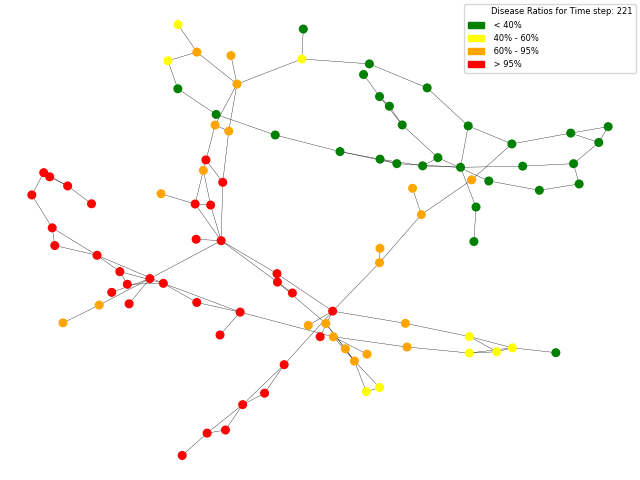 Disease Ratios for Time step: 221
< 40%
40% - 60%
60% - 95%
> 95%